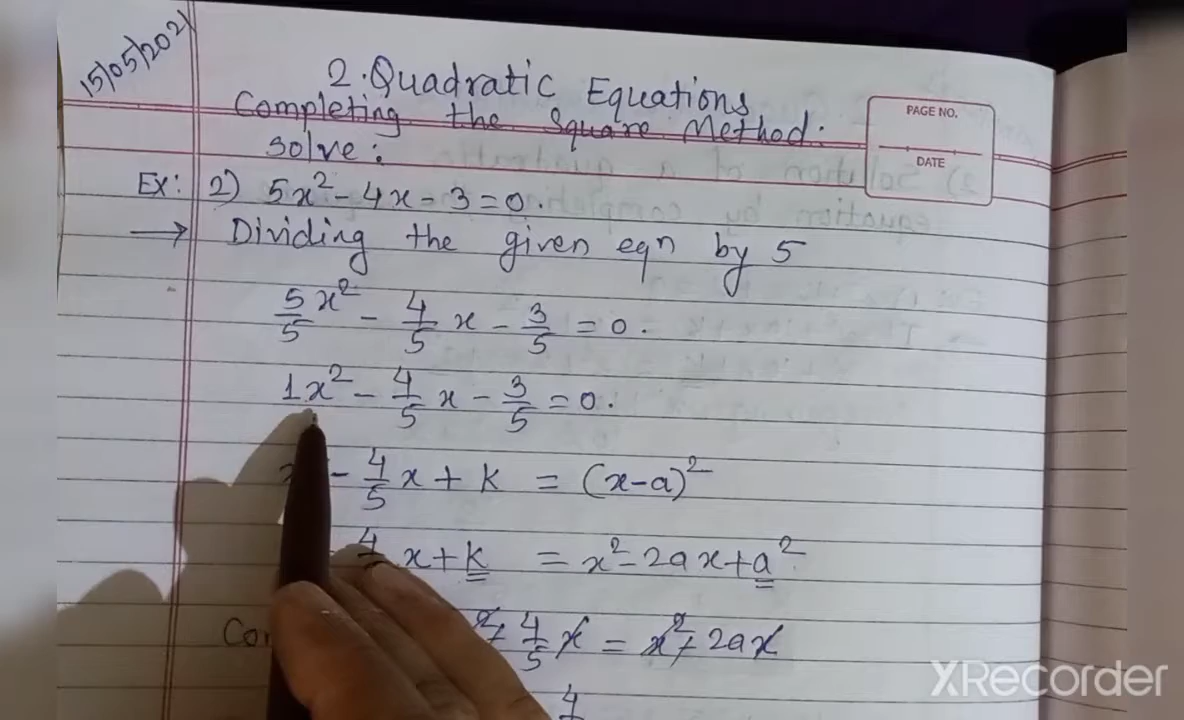 15/05/2021
2. Quadratic Equations
Completing the Square Method.
PAGE NO.
DATE
Solve:
Ex: 2) 5x² - 4x - 3 = 0.
→ Dividing the given eqn by 5
5/5 x² - 4/5 x - 3/5 = 0.
1x² - 4/5 x - 3/5 = 0.
- 4/5 x + k = (x-a)²
4 x + k = x² - 2ax + a²
4/5 x = x² - 2ax
4
XRecorder